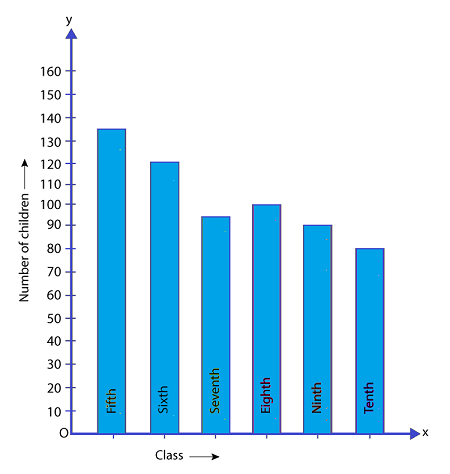 y
160
150
140
130
120
110
100
90
80
70
60
50
40
30
20
10
O
Number of children
Fifth
Sixth
Seventh
Eighth
Ninth
Tenth
x
Class